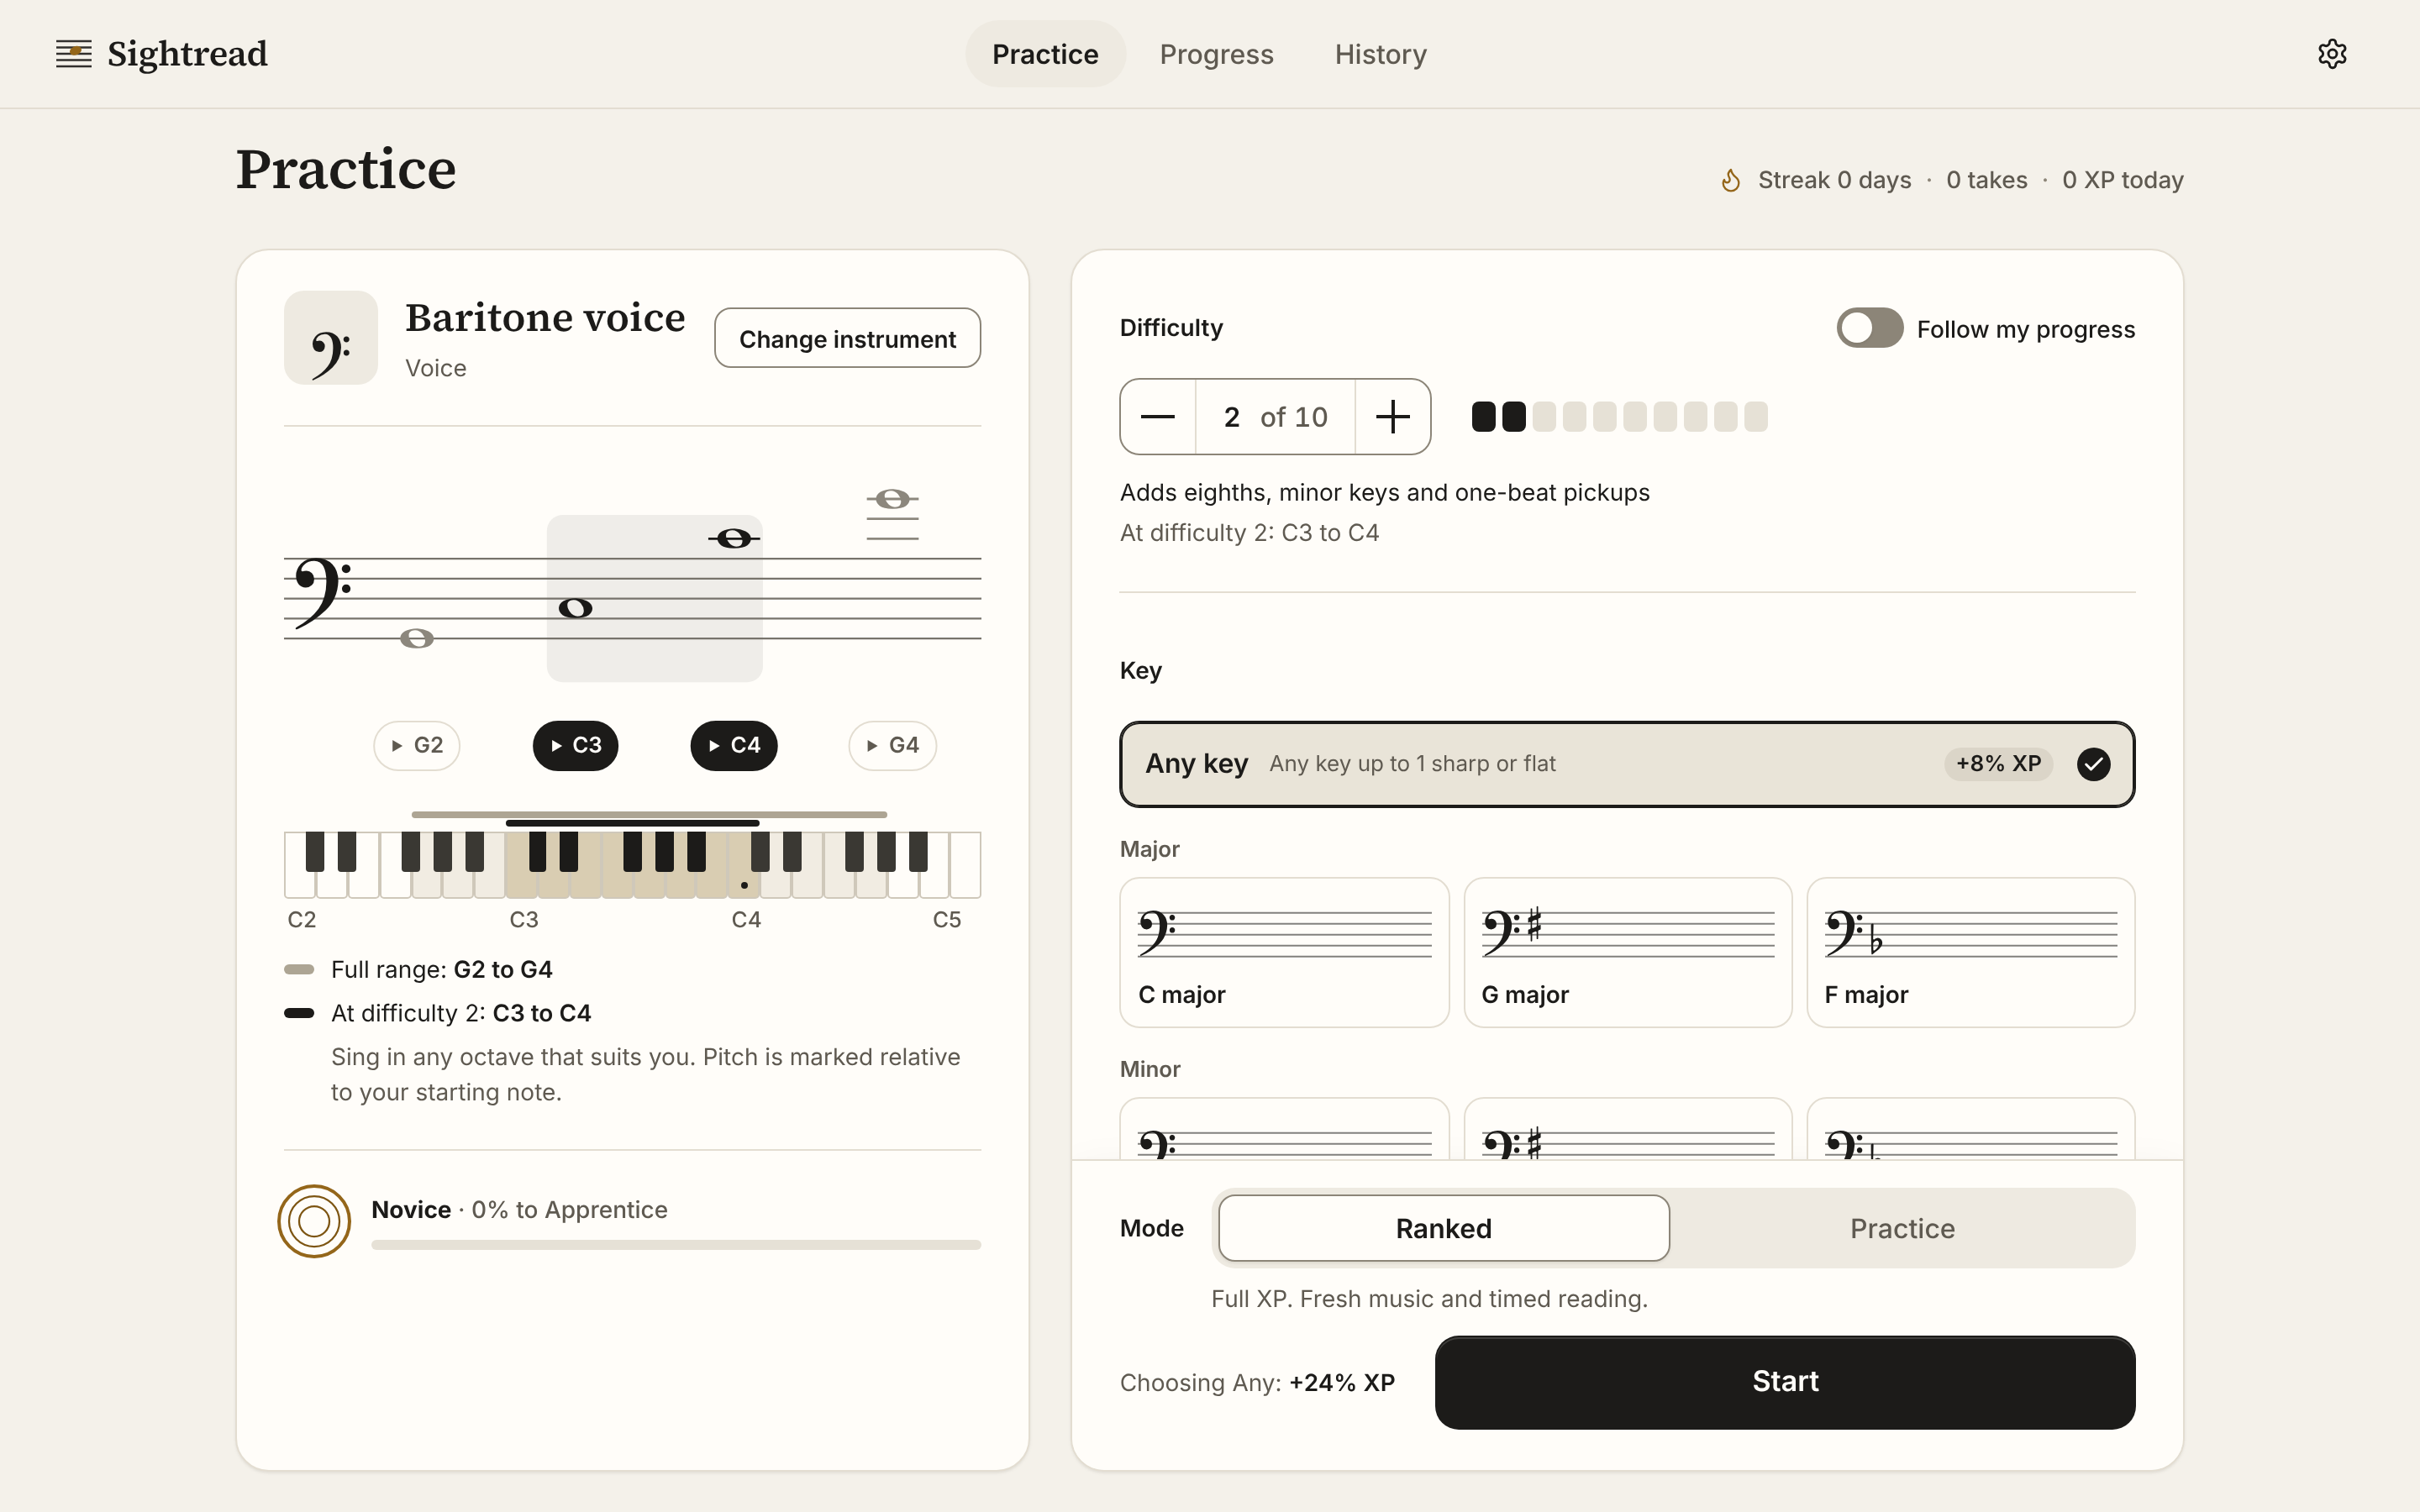 Sightread
Practice
Progress
History
Practice
Streak 0 days · 0 takes · 0 XP today
Baritone voice
Voice
Change instrument
G2
C3
C4
G4
C2
C3
C4
C5
Full range: G2 to G4
At difficulty 2: C3 to C4
Sing in any octave that suits you. Pitch is marked relative
to your starting note.
Novice · 0% to Apprentice
Difficulty
Follow my progress
2 of 10
Adds eighths, minor keys and one-beat pickups
At difficulty 2: C3 to C4
Key
Any key Any key up to 1 sharp or flat +8% XP
Major
C major
G major
F major
Minor
Mode
Ranked
Practice
Full XP. Fresh music and timed reading.
Choosing Any: +24% XP
Start